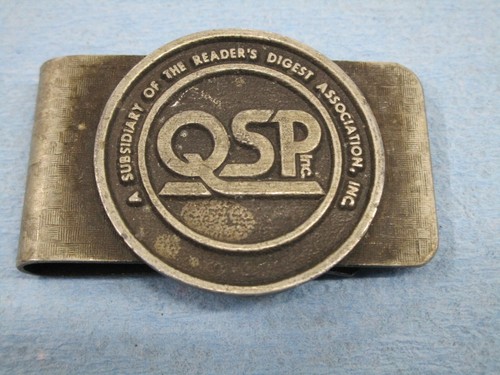 A SUBSIDIARY OF THE READER'S DIGEST ASSOCIATION, INC
QSP Inc.